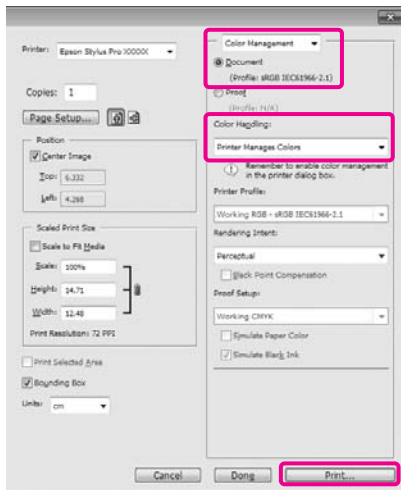 Printer: Epson Stylus Pro XXXXX
Copies: 1
Page Setup...
Position
Center Image
Top: 6.332
Left: 4.268
Scaled Print Size
Scale to Fit Media
Scale: 100%
Height: 14.71
Width: 12.48
Print Resolution: 72 PPI
Print Selected Area
Bounding Box
Units: cm
Color Management
Document
(Profile: sRGB IEC61966-2.1)
Proof
(Profile: N/A)
Color Handling:
Printer Manages Colors
Remember to enable color management
in the printer dialog box.
Printer Profile:
Working RGB - sRGB IEC61966-2.1
Rendering Intent:
Perceptual
Black Point Compensation
Proof Setup:
Working CMYK
Simulate Paper Color
Simulate Black Ink
Cancel
Done
Print...